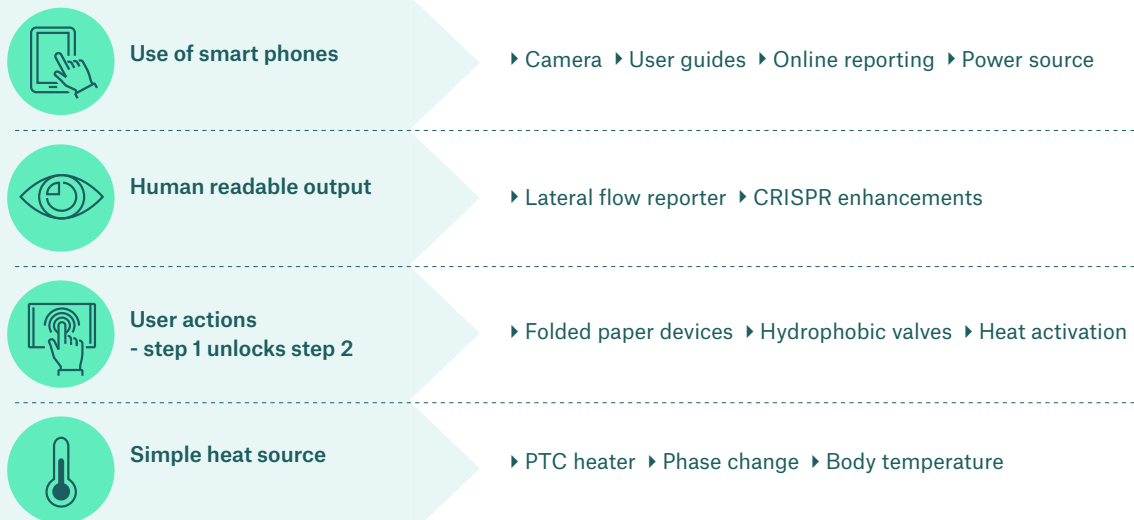 Use of smart phones
‣ Camera ‣ User guides ‣ Online reporting ‣ Power source
Human readable output
‣ Lateral flow reporter ‣ CRISPR enhancements
User actions
- step 1 unlocks step 2
‣ Folded paper devices ‣ Hydrophobic valves ‣ Heat activation
Simple heat source
‣ PTC heater ‣ Phase change ‣ Body temperature